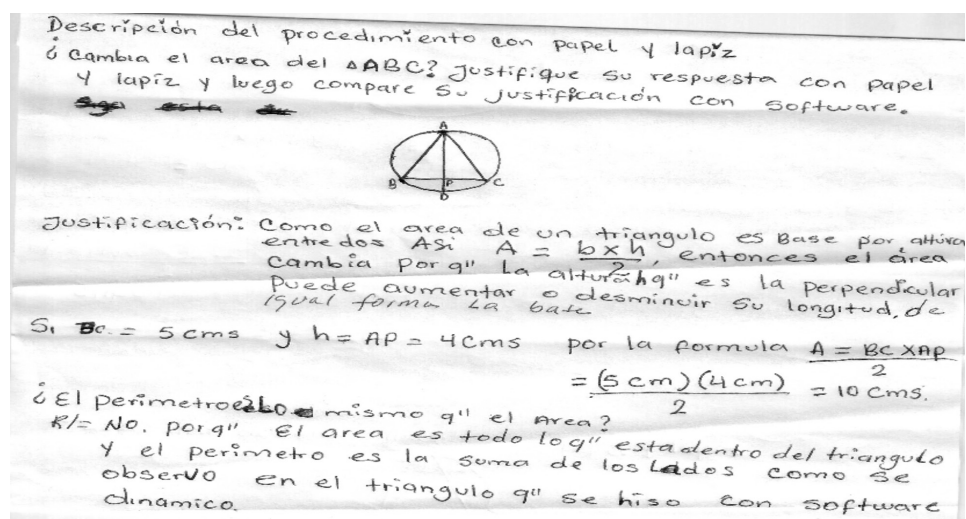 Descripción del procedimiento con papel y lapiz
¿ Cambia el area del △ABC? Justifique su respuesta con papel
y lapiz y luego compare su justificación con software.
A
B P C
D
Justificación: Como el area de un triangulo es Base por altura
entre dos ASi A = b x h / 2, entonces el área
cambia porq" La altura h q" es la perpendicular
puede aumentar o desminuir su longitud, de
igual forma La base
Si BC = 5 cms y h = AP = 4 cms por la formula A = BC X AP / 2
= (5 cm) (4 cm) / 2 = 10 cms.
¿ El perimetro es lo mismo q" el Area?
R/= No. porq" El area es todo lo q" esta dentro del triangulo
y el perimetro es la suma de los lados como se
observo en el triangulo q" se hiso con software
dinamico.